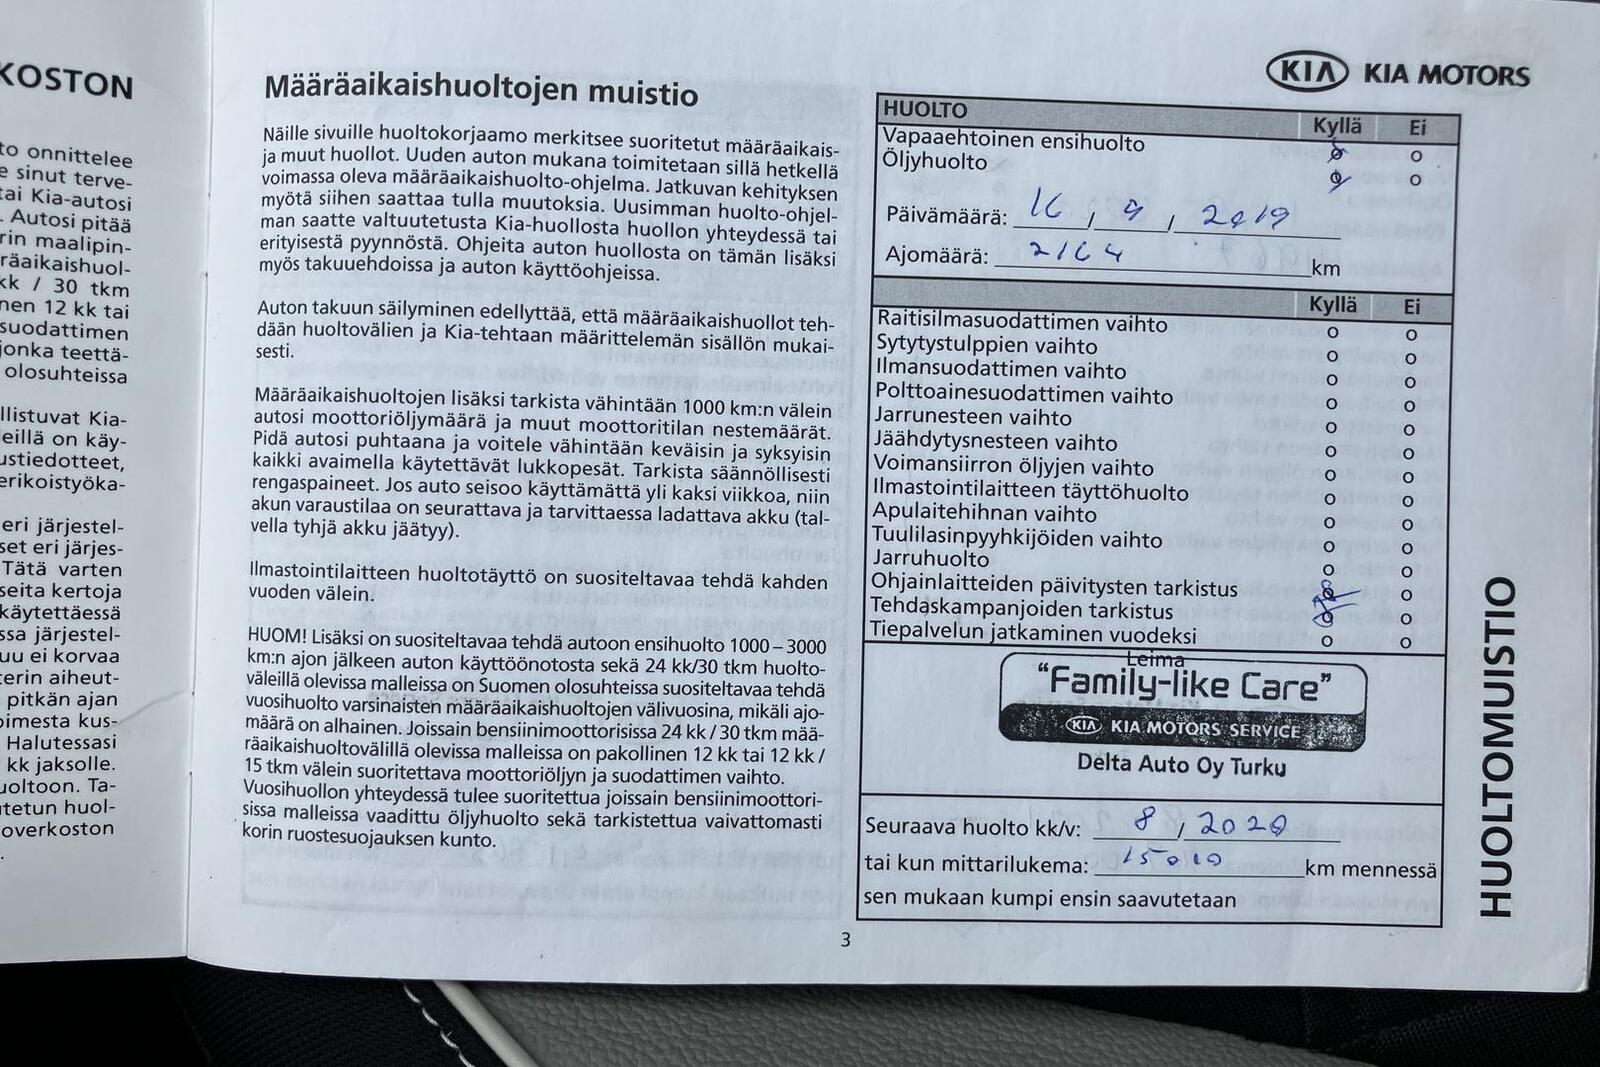 KOSTON
to onnittelee
e sinut terve-
tai Kia-autosi
. Autosi pitää
rin maalipin-
räaikaishuol-
kk / 30 tkm
nen 12 kk tai
suodattimen
jonka teettä-
olosuhteissa
llistuvat Kia-
eillä on käy-
ustiedotteet,
erikoistyöka-
eri järjestel-
set eri järjes-
Tätä varten
seita kertoja
käytettäessä
ssa järjestel-
uu ei korvaa
terin aiheut-
pitkän ajan
oimesta kus-
Halutessasi
kk jaksolle.
uoltoon. Ta-
utetun huol-
overkoston
.
Määräaikaishuoltojen muistio
Näille sivuille huoltokorjaamo merkitsee suoritetut määräaikais-
ja muut huollot. Uuden auton mukana toimitetaan sillä hetkellä
voimassa oleva määräaikaishuolto-ohjelma. Jatkuvan kehityksen
myötä siihen saattaa tulla muutoksia. Uusimman huolto-ohjel-
man saatte valtuutetusta Kia-huollosta huollon yhteydessä tai
erityisestä pyynnöstä. Ohjeita auton huollosta on tämän lisäksi
myös takuuehdoissa ja auton käyttöohjeissa.
Auton takuun säilyminen edellyttää, että määräaikaishuollot teh-
dään huoltovälien ja Kia-tehtaan määrittelemän sisällön mukai-
sesti.
Määräaikaishuoltojen lisäksi tarkista vähintään 1000 km:n välein
autosi moottoriöljymäärä ja muut moottoritilan nestemäärät.
Pidä autosi puhtaana ja voitele vähintään keväisin ja syksyisin
kaikki avaimella käytettävät lukkopesät. Tarkista säännöllisesti
rengaspaineet. Jos auto seisoo käyttämättä yli kaksi viikkoa, niin
akun varaustilaa on seurattava ja tarvittaessa ladattava akku (tal-
vella tyhjä akku jäätyy).
Ilmastointilaitteen huoltotäyttö on suositeltavaa tehdä kahden
vuoden välein.
HUOM! Lisäksi on suositeltavaa tehdä autoon ensihuolto 1000 – 3000
km:n ajon jälkeen auton käyttöönotosta sekä 24 kk/30 tkm huolto-
väleillä olevissa malleissa on Suomen olosuhteissa suositeltavaa tehdä
vuosihuolto varsinaisten määräaikaishuoltojen välivuosina, mikäli ajo-
määrä on alhainen. Joissain bensiinimoottorisissa 24 kk / 30 tkm mää-
räaikaishuoltovälillä olevissa malleissa on pakollinen 12 kk tai 12 kk /
15 tkm välein suoritettava moottoriöljyn ja suodattimen vaihto.
Vuosihuollon yhteydessä tulee suoritettua joissain bensiinimoottori-
sissa malleissa vaadittu öljyhuolto sekä tarkistettua vaivattomasti
korin ruostesuojauksen kunto.
3
KIA KIA MOTORS
HUOLTO Kyllä Ei
Vapaaehtoinen ensihuolto o o
Öljyhuolto o o
Päivämäärä: 16 / 9 / 2019
Ajomäärä: 2164 km
Kyllä Ei
Raitisilmasuodattimen vaihto o o
Sytytystulppien vaihto o o
Ilmansuodattimen vaihto o o
Polttoainesuodattimen vaihto o o
Jarrunesteen vaihto o o
Jäähdytysnesteen vaihto o o
Voimansiirron öljyjen vaihto o o
Ilmastointilaitteen täyttöhuolto o o
Apulaitehihnan vaihto o o
Tuulilasinpyyhkijöiden vaihto o o
Jarruhuolto o o
Ohjainlaitteiden päivitysten tarkistus o o
Tehdaskampanjoiden tarkistus o o
Tiepalvelun jatkaminen vuodeksi o o
Leima
"Family-like Care"
KIA KIA MOTORS SERVICE
Delta Auto Oy Turku
Seuraava huolto kk/v: 8 / 2020
tai kun mittarilukema: 15000 km mennessä
sen mukaan kumpi ensin saavutetaan
HUOLTOMUISTIO